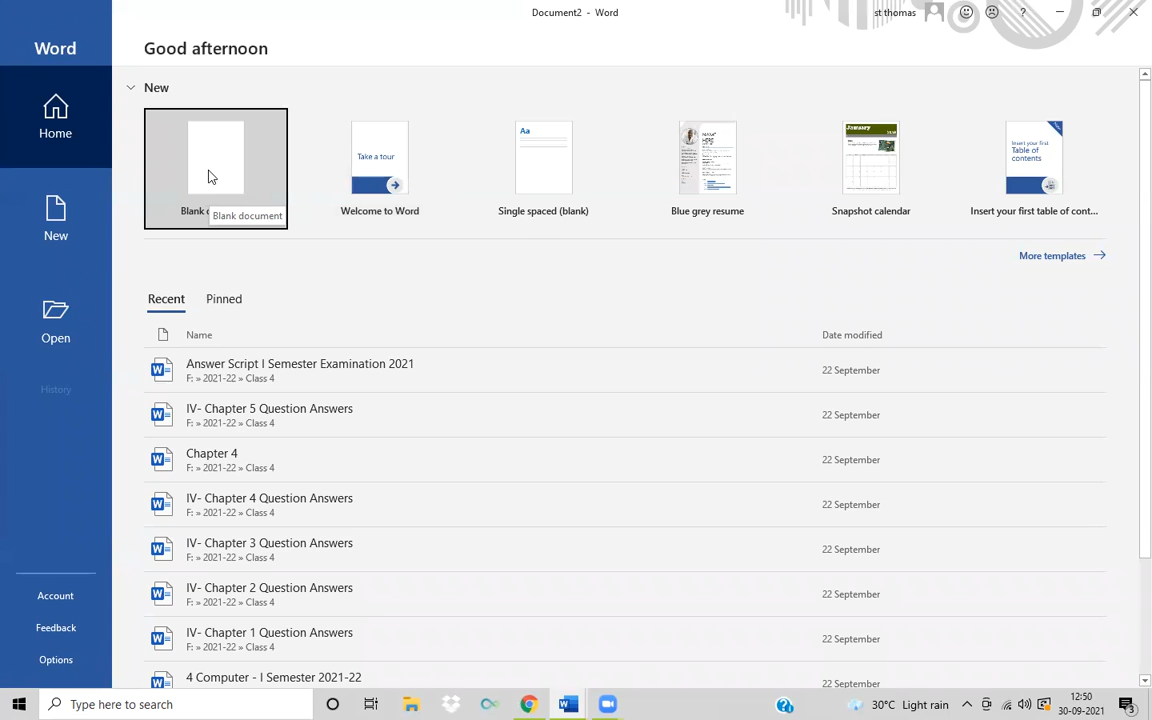 Document2 - Word
st thomas
?
Word
Good afternoon
Home
New
Open
History
Account
Feedback
Options
New
Blank document
Take a tour
Welcome to Word
Aa
Single spaced (blank)
Blue grey resume
January
Snapshot calendar
Insert your first
Table of
contents
Insert your first table of cont...
More templates
Recent
Pinned
Name
Date modified
Answer Script I Semester Examination 2021
F: » 2021-22 » Class 4
22 September
IV- Chapter 5 Question Answers
F: » 2021-22 » Class 4
22 September
Chapter 4
F: » 2021-22 » Class 4
22 September
IV- Chapter 4 Question Answers
F: » 2021-22 » Class 4
22 September
IV- Chapter 3 Question Answers
F: » 2021-22 » Class 4
22 September
IV- Chapter 2 Question Answers
F: » 2021-22 » Class 4
22 September
IV- Chapter 1 Question Answers
F: » 2021-22 » Class 4
22 September
4 Computer - I Semester 2021-22
22 September
Type here to search
30°C Light rain
12:50
30-09-2021
3